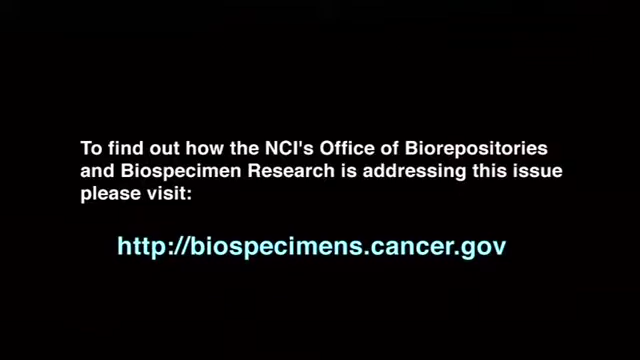 To find out how the NCI's Office of Biorepositories
and Biospecimen Research is addressing this issue
please visit:
http://biospecimens.cancer.gov